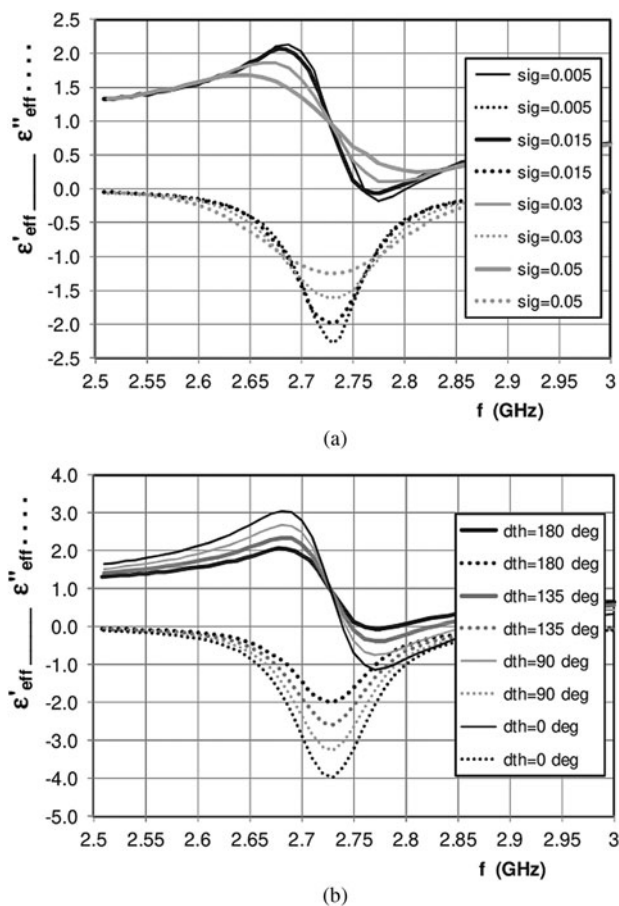 2.5
2.0
1.5
1.0
0.5
0.0
-0.5
-1.0
-1.5
-2.0
-2.5
ε'eff ____ ε''eff ....
sig=0.005
sig=0.005
sig=0.015
sig=0.015
sig=0.03
sig=0.03
sig=0.05
sig=0.05
2.5 2.55 2.6 2.65 2.7 2.75 2.8 2.85 2.9 2.95 3
f (GHz)
(a)
4.0
3.0
2.0
1.0
0.0
-1.0
-2.0
-3.0
-4.0
-5.0
ε'eff ____ ε''eff ....
dth=180 deg
dth=180 deg
dth=135 deg
dth=135 deg
dth=90 deg
dth=90 deg
dth=0 deg
dth=0 deg
2.5 2.55 2.6 2.65 2.7 2.75 2.8 2.85 2.9 2.95 3
f (GHz)
(b)